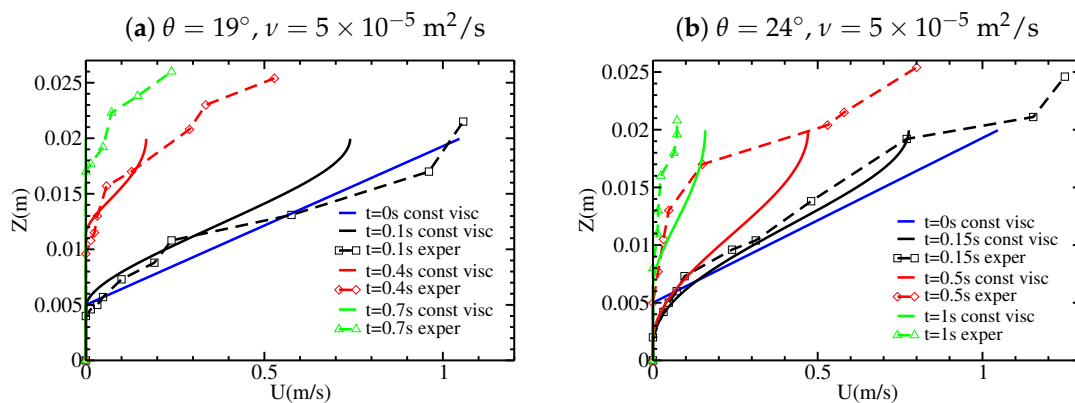 (a) θ = 19°, ν = 5 × 10⁻⁵ m²/s
0.025
0.02
0.015
0.01
0.005
0
Z(m)
t=0s const visc
t=0.1s const visc
t=0.1s exper
t=0.4s const visc
t=0.4s exper
t=0.7s const visc
t=0.7s exper
0
0.5
1
U(m/s)
(b) θ = 24°, ν = 5 × 10⁻⁵ m²/s
0.025
0.02
0.015
0.01
0.005
0
Z(m)
t=0s const visc
t=0.15s const visc
t=0.15s exper
t=0.5s const visc
t=0.5s exper
t=1s const visc
t=1s exper
0
0.5
1
U(m/s)